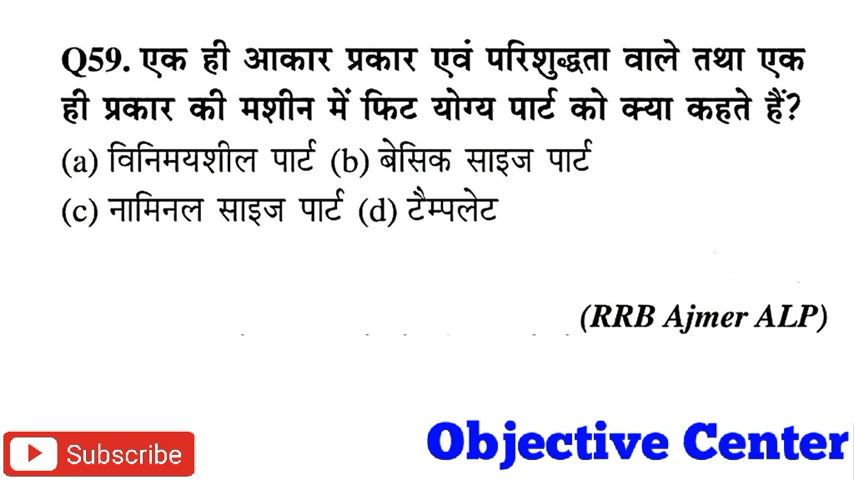 Q59. एक ही आकार प्रकार एवं परिशुद्धता वाले तथा एक
ही प्रकार की मशीन में फिट योग्य पार्ट को क्या कहते हैं?
(a) विनिमयशील पार्ट (b) बेसिक साइज पार्ट
(c) नामिनल साइज पार्ट (d) टैम्पलेट
(RRB Ajmer ALP)
Subscribe
Objective Center